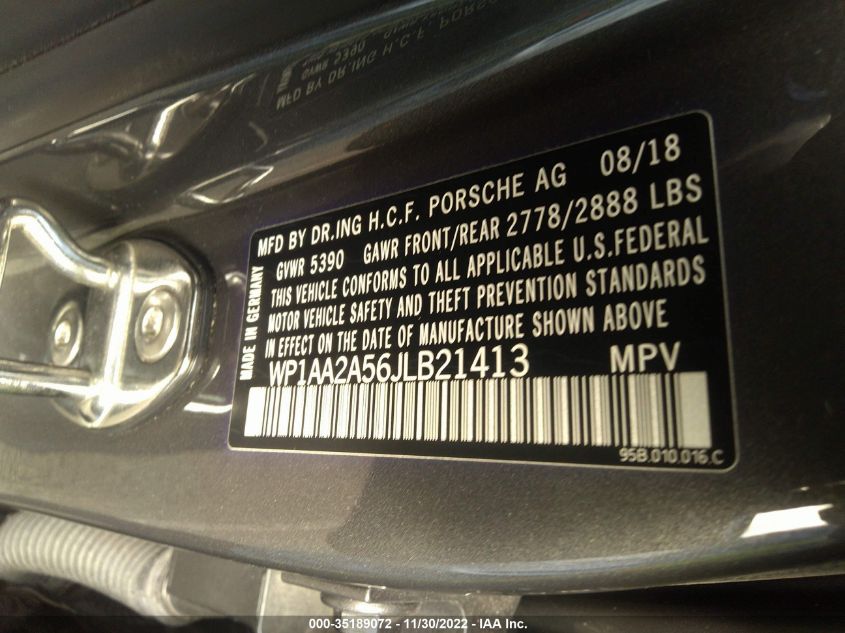 MFD BY DR.ING H.C.F. PORSCHE AG 08/18
GVWR 5390 GAWR FRONT/REAR 2778/2888 LBS
THIS VEHICLE CONFORMS TO ALL APPLICABLE U.S.FEDERAL
MOTOR VEHICLE SAFETY AND THEFT PREVENTION STANDARDS
IN EFFECT ON THE DATE OF MANUFACTURE SHOWN ABOVE
MADE IN GERMANY
WP1AA2A56JLB21413 MPV
95B.010.016.C
000-35189072 - 11/30/2022 - IAA Inc.